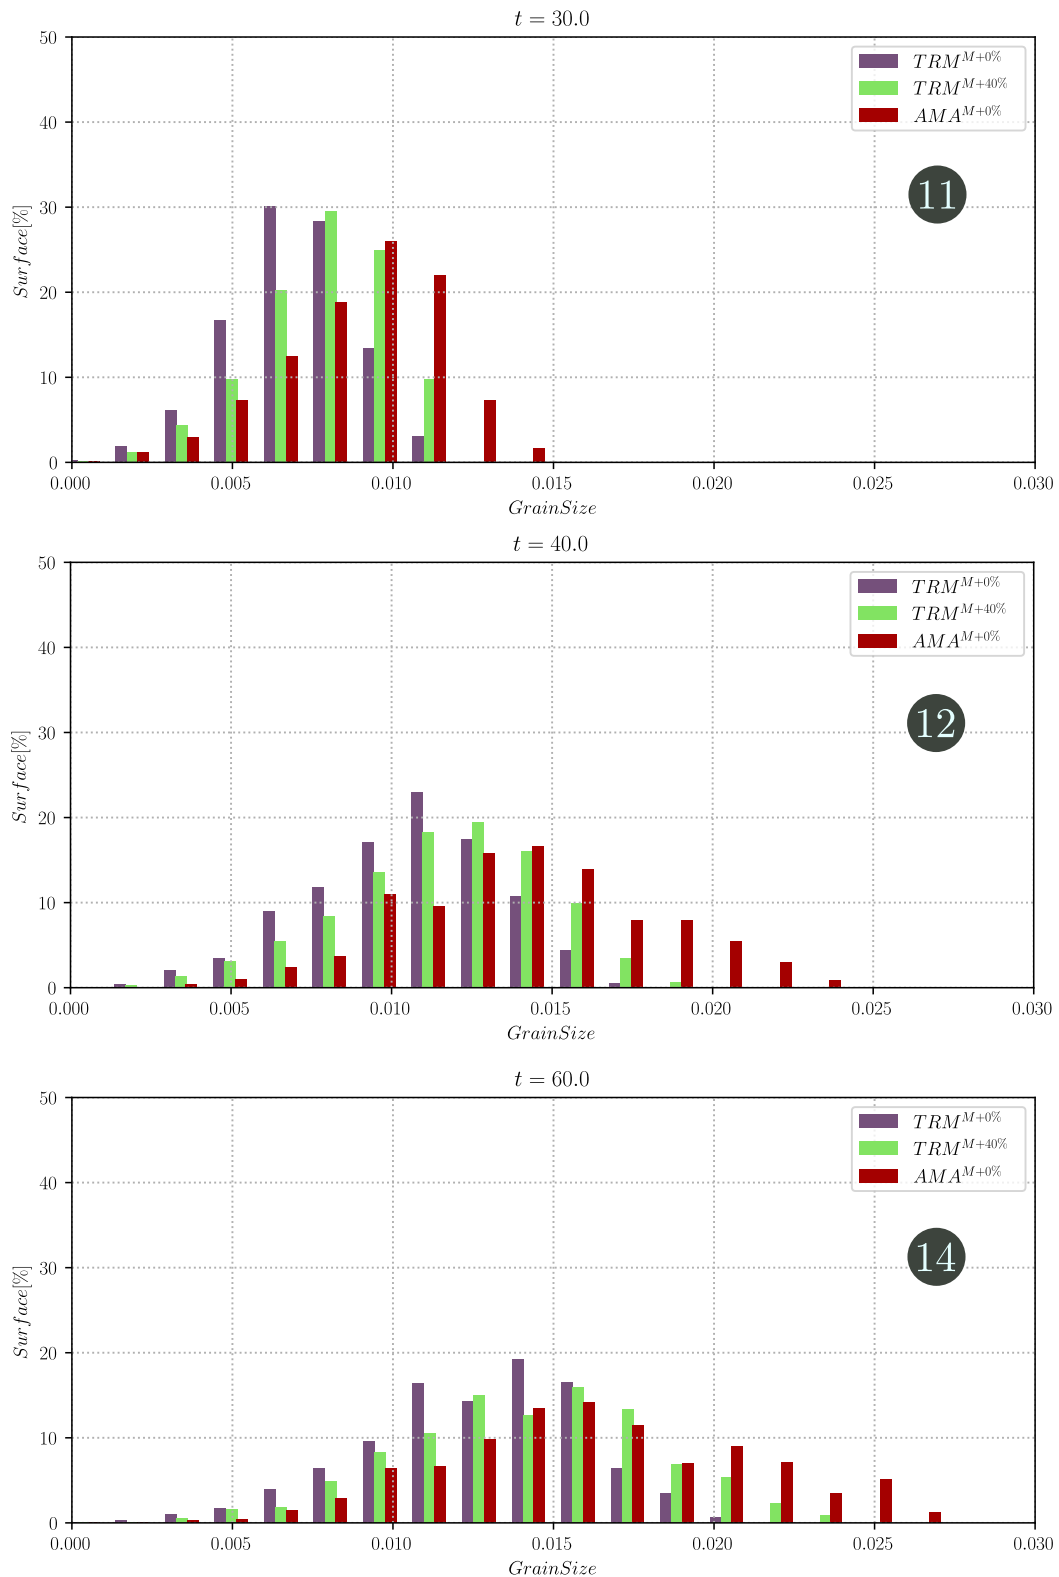 t = 30.0
50
TRM^{M+0%}
TRM^{M+40%}
AMA^{M+0%}
40
11
30
Surface[%]
20
10
0
0.000 0.005 0.010 0.015 0.020 0.025 0.030
GrainSize
t = 40.0
50
TRM^{M+0%}
TRM^{M+40%}
AMA^{M+0%}
40
12
30
Surface[%]
20
10
0
0.000 0.005 0.010 0.015 0.020 0.025 0.030
GrainSize
t = 60.0
50
TRM^{M+0%}
TRM^{M+40%}
AMA^{M+0%}
40
14
30
Surface[%]
20
10
0
0.000 0.005 0.010 0.015 0.020 0.025 0.030
GrainSize